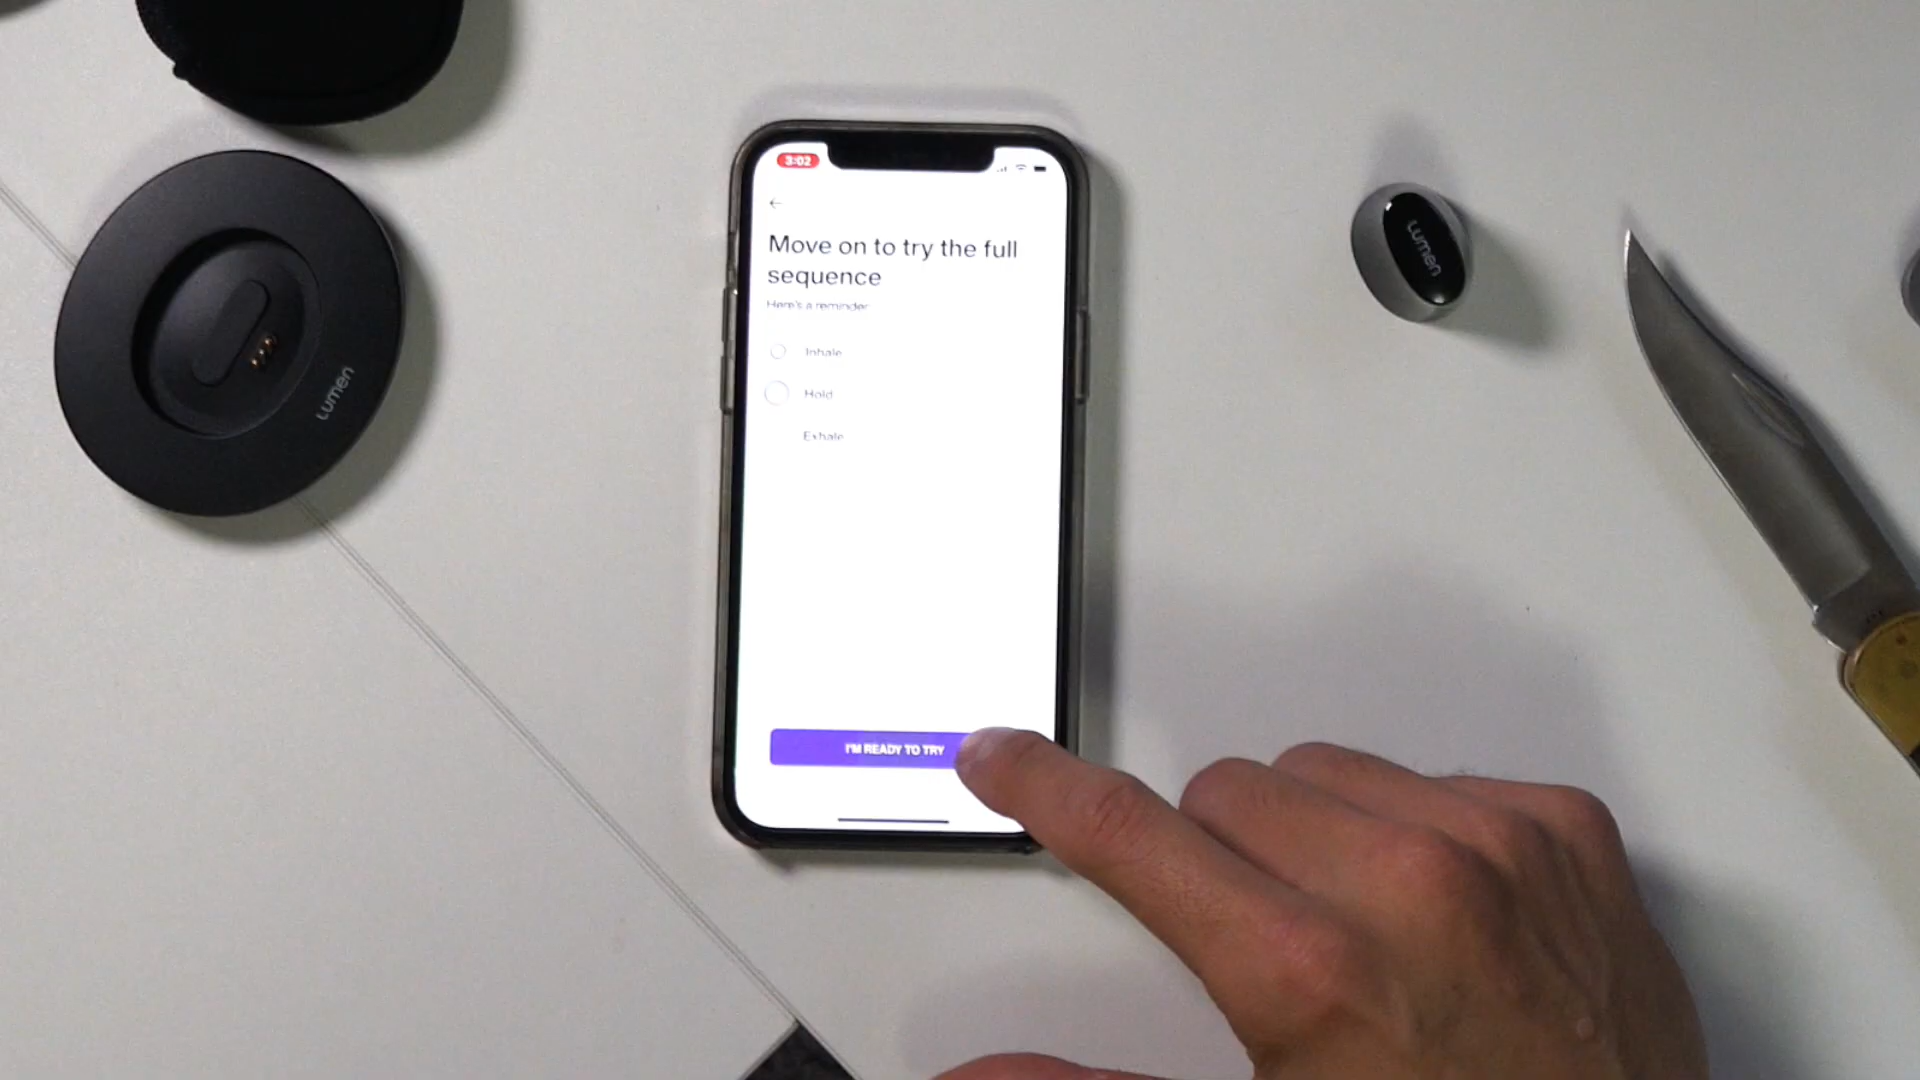 3:02
Move on to try the full
sequence
Here's a reminder:
Inhale
Hold
Exhale
I'M READY TO TRY
Lumen
Lumen